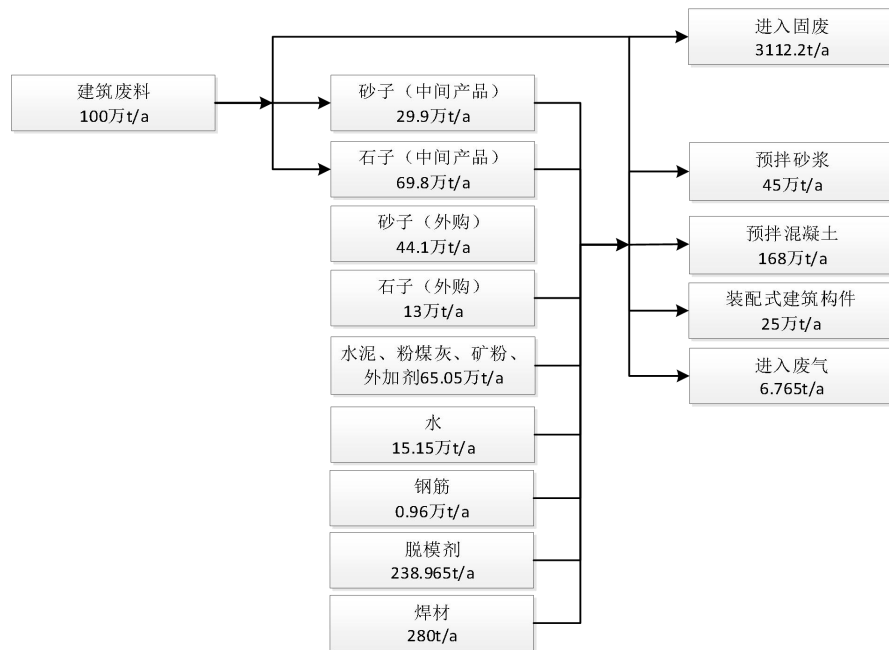 建筑废料
100万t/a
砂子（中间产品）
29.9万t/a
石子（中间产品）
69.8万t/a
砂子（外购）
44.1万t/a
石子（外购）
13万t/a
水泥、粉煤灰、矿粉、
外加剂65.05万t/a
水
15.15万t/a
钢筋
0.96万t/a
脱模剂
238.965t/a
焊材
280t/a
进入固废
3112.2t/a
预拌砂浆
45万t/a
预拌混凝土
168万t/a
装配式建筑构件
25万t/a
进入废气
6.765t/a